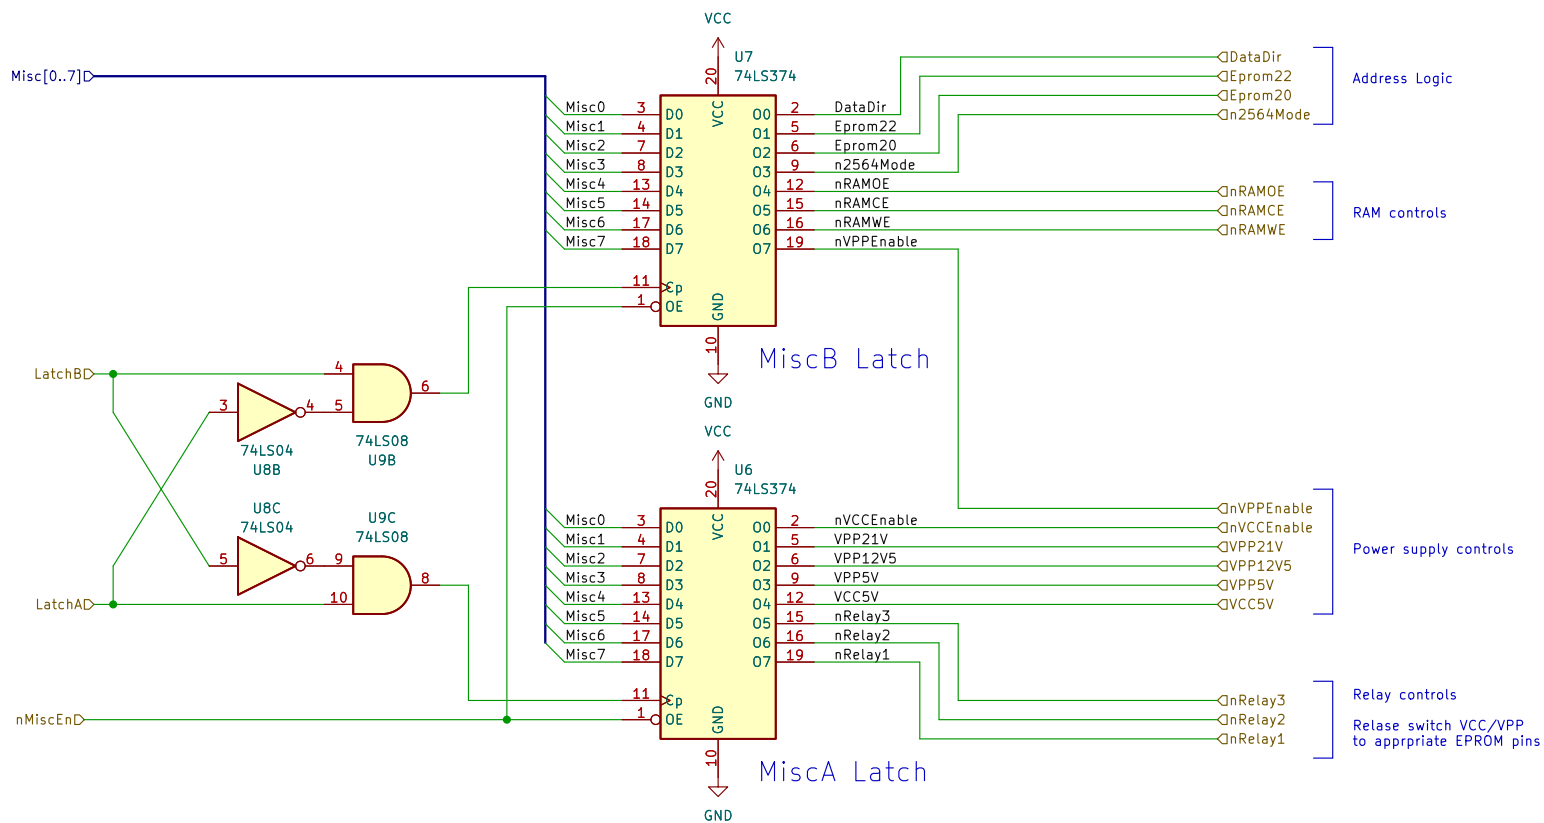 VCC
U7
74LS374
Misc[0..7]
20
VCC
DataDir
Eprom22
Eprom20
n2564Mode
Address Logic
Misc0 3 D0 O0 2 DataDir
Misc1 4 D1 O1 5 Eprom22
Misc2 7 D2 O2 6 Eprom20
Misc3 8 D3 O3 9 n2564Mode
Misc4 13 D4 O4 12 nRAMOE nRAMOE
Misc5 14 D5 O5 15 nRAMCE nRAMCE
Misc6 17 D6 O6 16 nRAMWE nRAMWE
Misc7 18 D7 O7 19 nVPPEnable
RAM controls
11 Cp
1 OE
GND
10
MiscB Latch
GND
LatchB
4
6
3
4
5
74LS04
U8B
74LS08
U9B
VCC
U6
74LS374
20
VCC
U8C
74LS04
U9C
74LS08
5
6
9
8
10
LatchA
nVPPEnable
Misc0 3 D0 O0 2 nVCCEnable nVCCEnable
Misc1 4 D1 O1 5 VPP21V VPP21V
Misc2 7 D2 O2 6 VPP12V5 VPP12V5
Misc3 8 D3 O3 9 VPP5V VPP5V
Misc4 13 D4 O4 12 VCC5V VCC5V
Misc5 14 D5 O5 15 nRelay3
Misc6 17 D6 O6 16 nRelay2
Misc7 18 D7 O7 19 nRelay1
Power supply controls
11 Cp
1 OE
nMiscEn
GND
10
nRelay3
nRelay2
nRelay1
Relay controls
Relase switch VCC/VPP
to apprpriate EPROM pins
MiscA Latch
GND